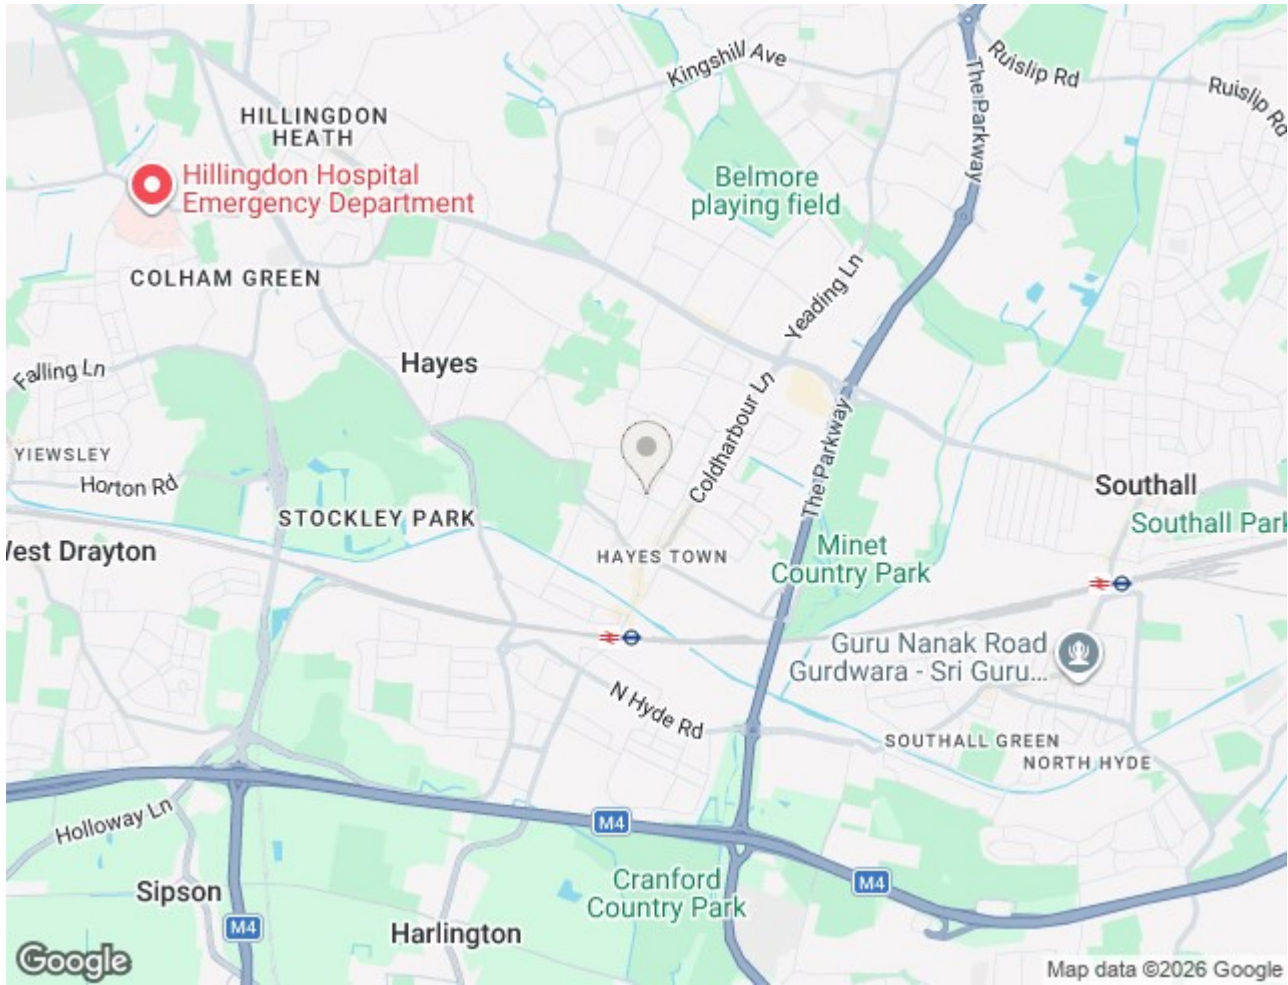 Kingshill Ave
Ruislip Rd
Ruislip Rd
The Parkway
HILLINGDON
HEATH
Hillingdon Hospital
Emergency Department
Belmore
playing field
COLHAM GREEN
Yeading Ln
Falling Ln
Hayes
Coldharbour Ln
The Parkway
YIEWSLEY
Horton Rd
STOCKLEY PARK
Southall
Southall Park
West Drayton
HAYES TOWN
Minet
Country Park
Guru Nanak Road
Gurdwara - Sri Guru...
N Hyde Rd
SOUTHALL GREEN
NORTH HYDE
Holloway Ln
M4
M4
M4
Sipson
Cranford
Country Park
Harlington
Google
Map data ©2026 Google